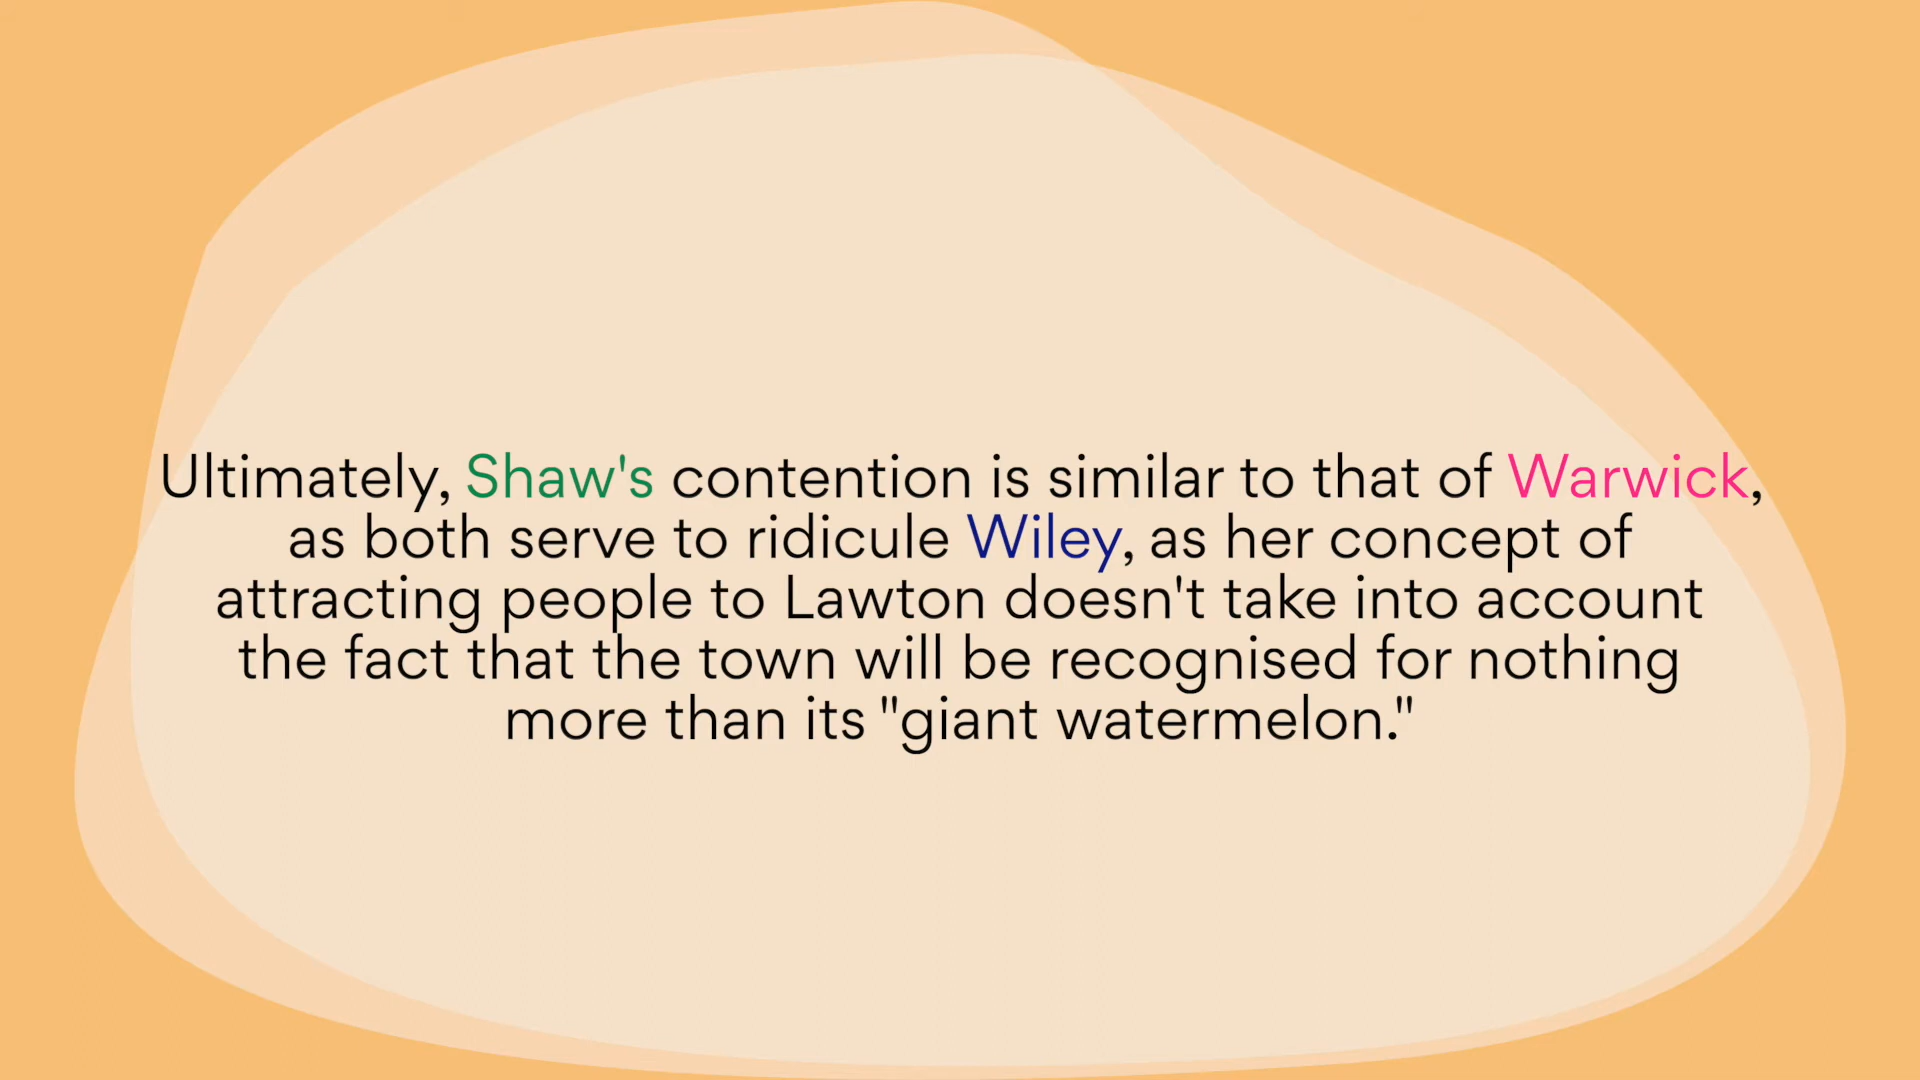 Ultimately, Shaw's contention is similar to that of Warwick,
as both serve to ridicule Wiley, as her concept of
attracting people to Lawton doesn't take into account
the fact that the town will be recognised for nothing
more than its "giant watermelon."